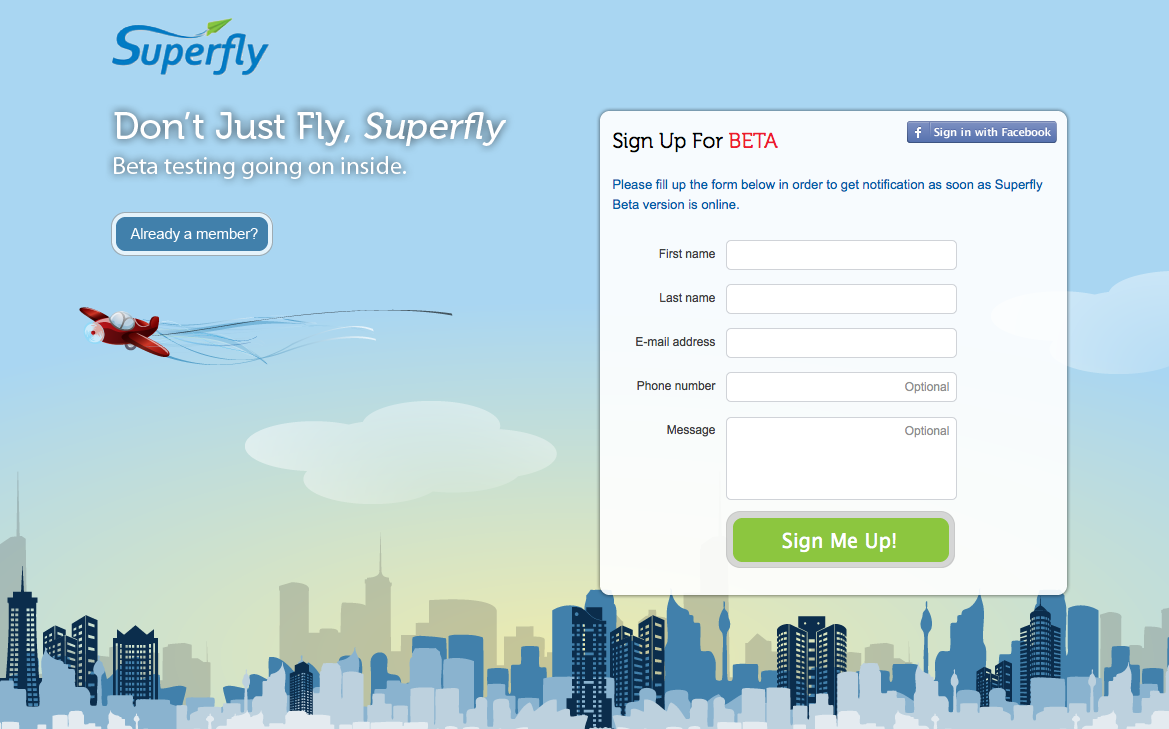 Superfly
Don't Just Fly, Superfly
Beta testing going on inside.
Already a member?
Sign Up For BETA
f Sign in with Facebook
Please fill up the form below in order to get notification as soon as Superfly
Beta version is online.
First name
Last name
E-mail address
Phone number Optional
Message Optional
Sign Me Up!